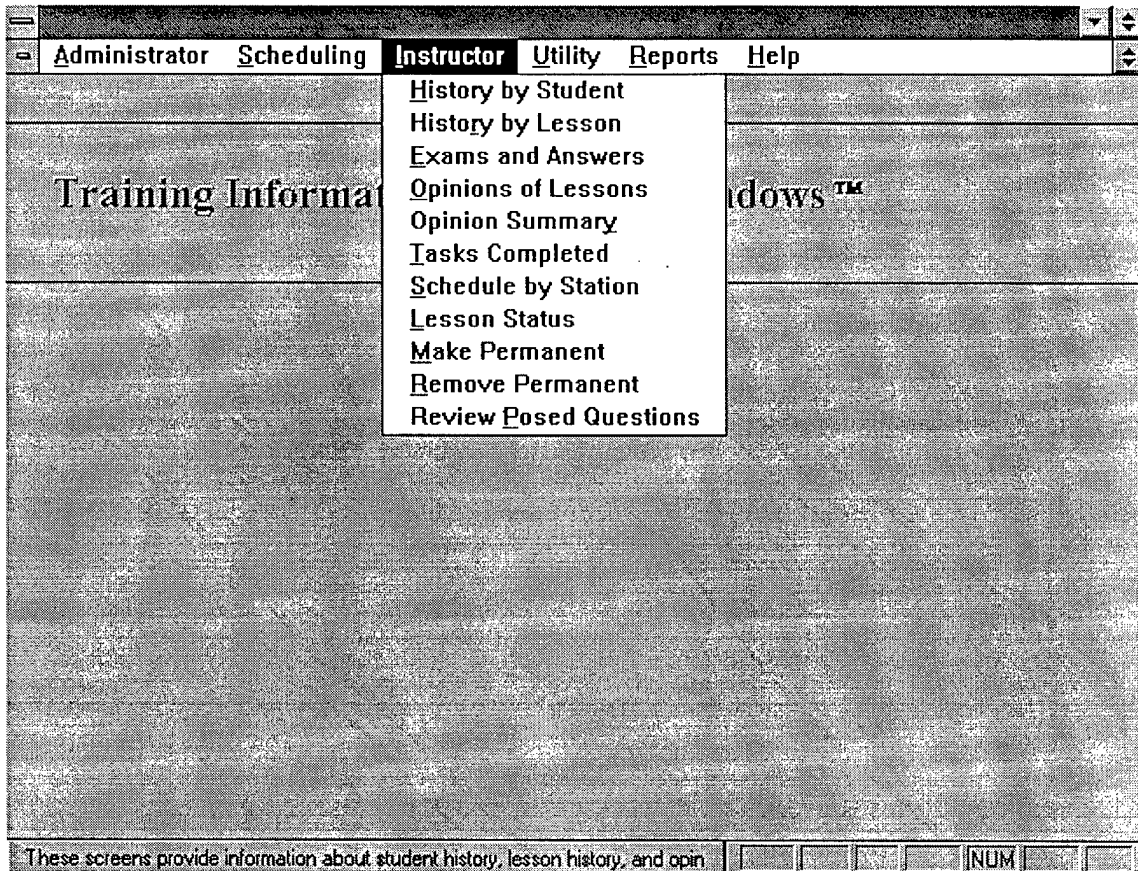 Administrator Scheduling Instructor Utility Reports Help
History by Student
History by Lesson
Exams and Answers
Opinions of Lessons
Training Informat dows™
Opinion Summary
Tasks Completed
Schedule by Station
Lesson Status
Make Permanent
Remove Permanent
Review Posed Questions
These screens provide information about student history, lesson history, and opin NUM